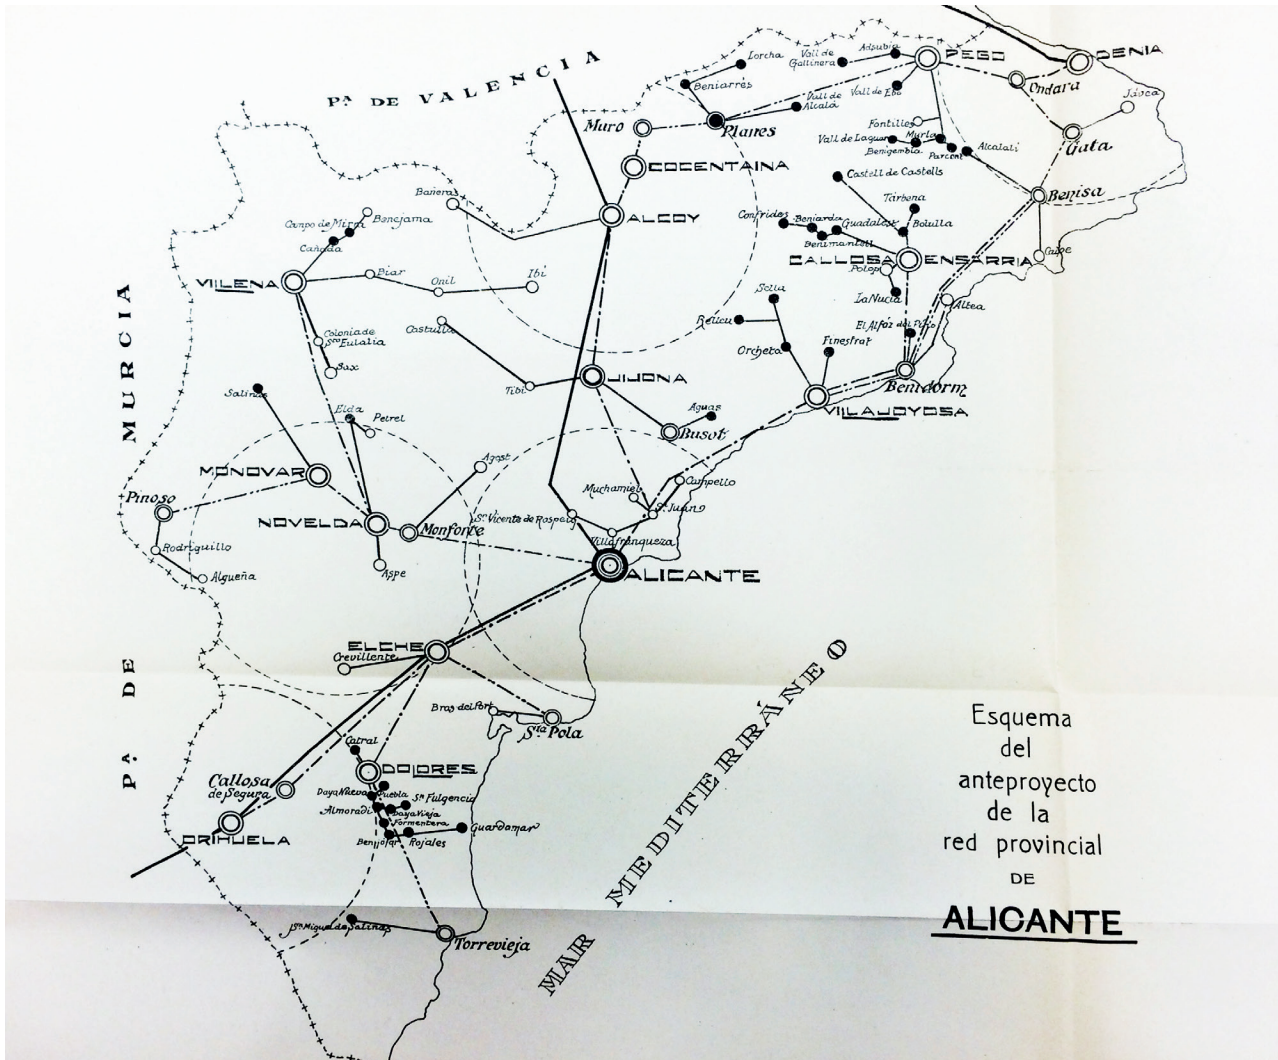 Pª DE VALENCIA
Lorcha
Vall de
Gallinera
Adsubia
PEGO
DENIA
Beniarrés
Vall de
Alcalá
Vall de Ebo
Ondara
Jávea
Muro
Planes
Fontilles
Vall de Laguar
Murla
Benigembla
Parcent
Alcalalí
Gata
COCENTAINA
Castell de Castells
Benisa
Bañeras
ALCOY
Tárbena
Campo de Mirra
Benejama
Confrides
Beniarda
Guadalest
Bolulla
Cañada
Benimantell
CALLOSA ENSARRIA
Calpe
Polop
VILLENA
Biar
Onil
Ibi
La Nucia
Altea
Sella
Relleu
El Alfáz del Pino
Castalla
Colonia de
Sta Eulalia
Orcheta
Finestrat
Sax
Tibi
JIJONA
Benidorm
Salinas
VILLAJOYOSA
Elda
Petrel
Aguas
Busot
MONOVAR
Agost
Campello
Muchamiel
Pinoso
Sn Juan
NOVELDA
Monforte
Sn Vicente de Raspeig
Villafranqueza
Rodriguillo
Algueña
Aspe
ALICANTE
ELCHE
Crevillente
Bras del Port
Sta Pola
Catral
DOLORES
Callosa
de Segura
Daya Nueva
Puebla
Sn Fulgencio
Almoradí
Daya Vieja
Formentera
ORIHUELA
Benijofar
Rojales
Guardamar
Sn Miguel de Salinas
Torrevieja
Pª DE MURCIA
MAR MEDITERRÁNEO
Esquema
del
anteproyecto
de la
red provincial
DE
ALICANTE